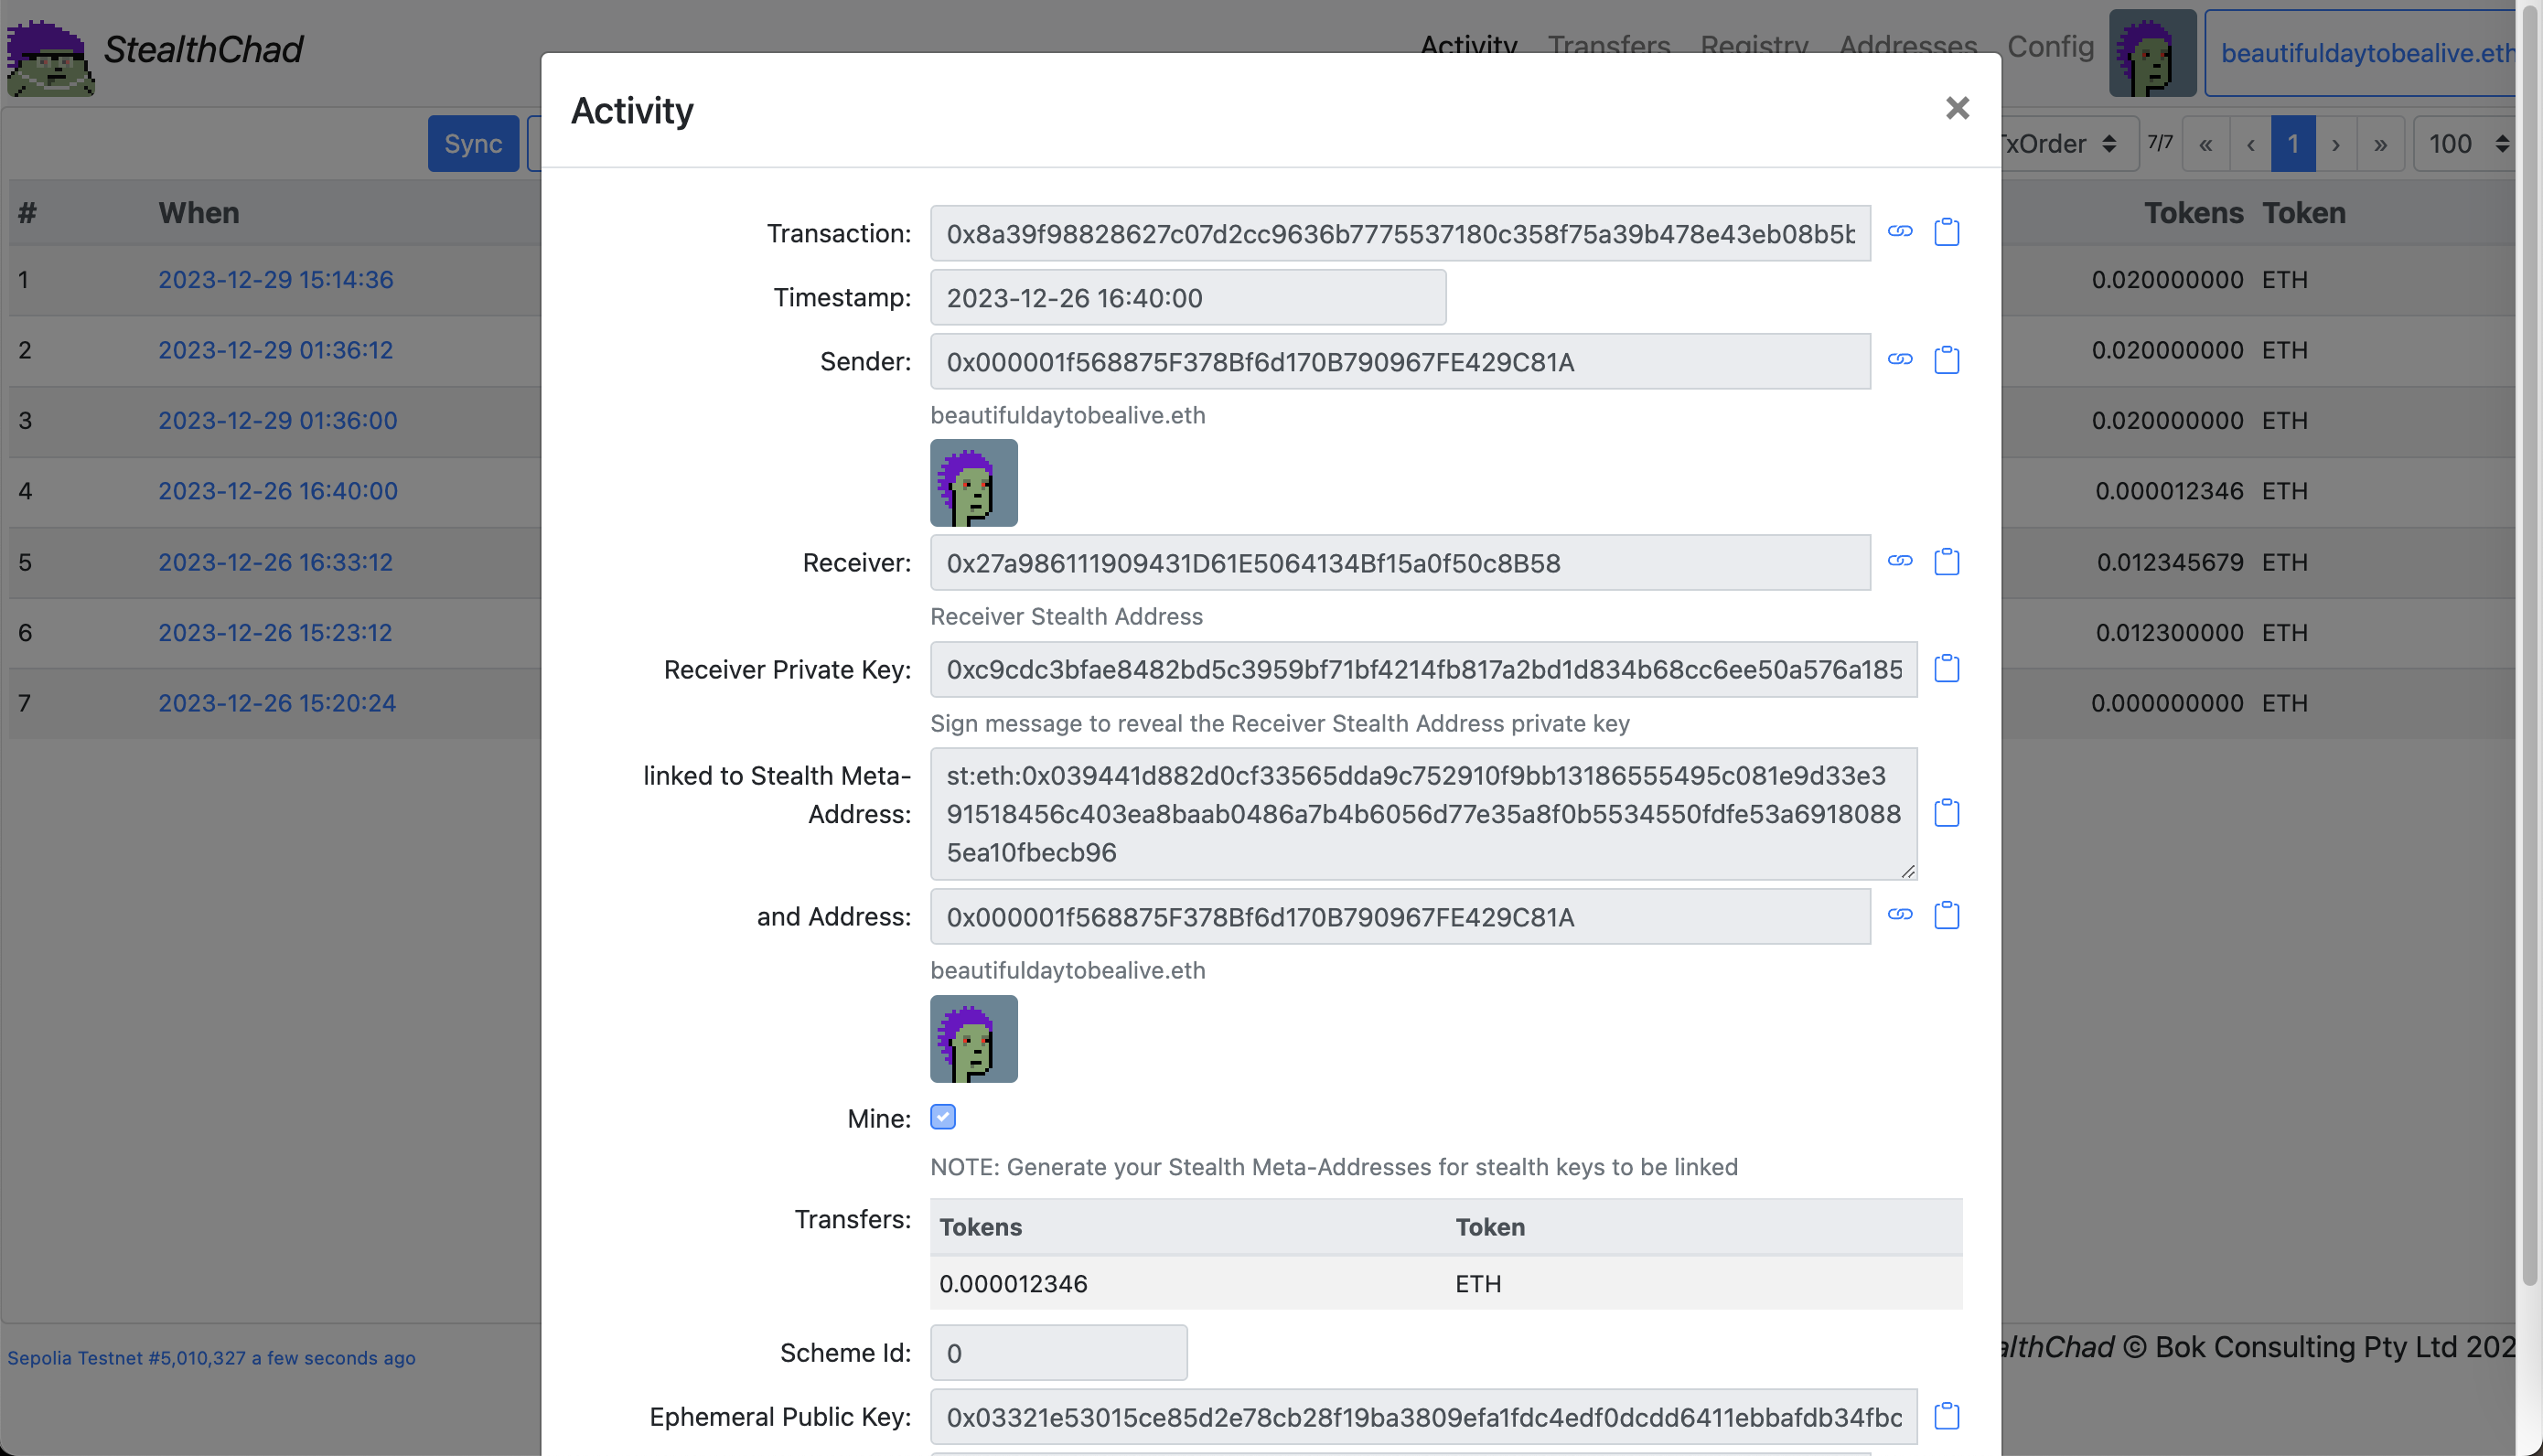 StealthChad
Activity Transfers Registry Addresses Config
beautifuldaytobealive.eth
Sync
TxOrder 7/7 « ‹ 1 › » 100
# When Tokens Token
1 2023-12-29 15:14:36 0.020000000 ETH
2 2023-12-29 01:36:12 0.020000000 ETH
3 2023-12-29 01:36:00 0.020000000 ETH
4 2023-12-26 16:40:00 0.000012346 ETH
5 2023-12-26 16:33:12 0.012345679 ETH
6 2023-12-26 15:23:12 0.012300000 ETH
7 2023-12-26 15:20:24 0.000000000 ETH
Activity ×
Transaction: 0x8a39f98828627c07d2cc9636b7775537180c358f75a39b478e43eb08b5b
Timestamp: 2023-12-26 16:40:00
Sender: 0x000001f568875F378Bf6d170B790967FE429C81A
beautifuldaytobealive.eth
Receiver: 0x27a986111909431D61E5064134Bf15a0f50c8B58
Receiver Stealth Address
Receiver Private Key: 0xc9cdc3bfae8482bd5c3959bf71bf4214fb817a2bd1d834b68cc6ee50a576a185
Sign message to reveal the Receiver Stealth Address private key
linked to Stealth Meta-
Address:
st:eth:0x039441d882d0cf33565dda9c752910f9bb13186555495c081e9d33e3
91518456c403ea8baab0486a7b4b6056d77e35a8f0b5534550fdfe53a6918088
5ea10fbecb96
and Address: 0x000001f568875F378Bf6d170B790967FE429C81A
beautifuldaytobealive.eth
Mine:
NOTE: Generate your Stealth Meta-Addresses for stealth keys to be linked
Transfers: Tokens Token
0.000012346 ETH
Scheme Id: 0
Ephemeral Public Key: 0x03321e53015ce85d2e78cb28f19ba3809efa1fdc4edf0dcdd6411ebbafdb34fbc
Sepolia Testnet #5,010,327 a few seconds ago
althChad © Bok Consulting Pty Ltd 202